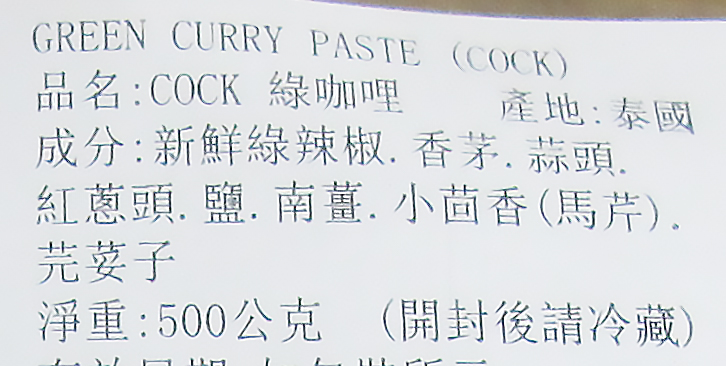 GREEN CURRY PASTE (COCK)
品名:COCK 綠咖哩 產地:泰國
成分:新鮮綠辣椒.香茅.蒜頭.
紅蔥頭.鹽.南薑.小茴香(馬芹).
芫荽子
淨重:500公克 (開封後請冷藏)